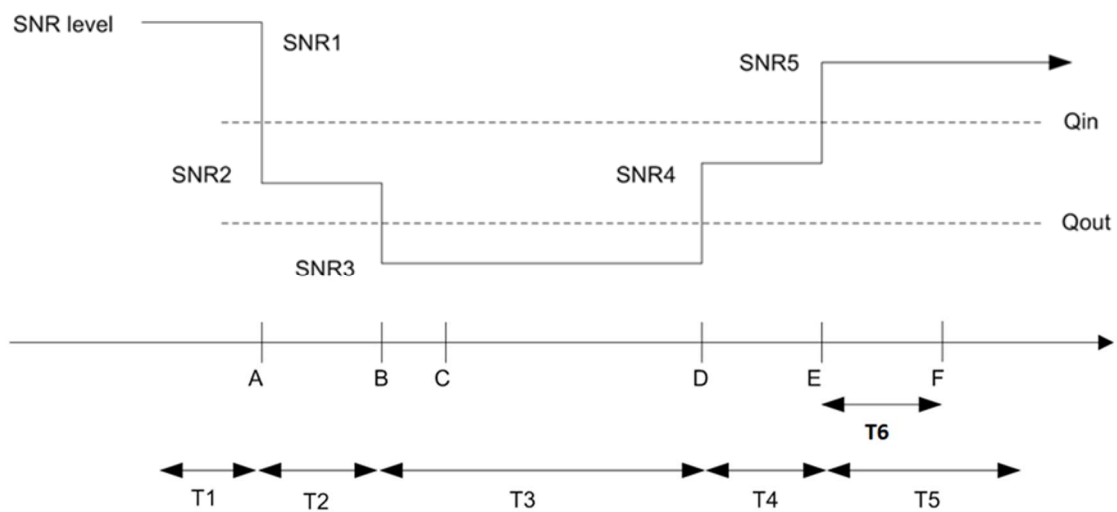 SNR level
SNR1
SNR5
Qin
SNR2
SNR4
Qout
SNR3
A B C D E F
T6
T1 T2 T3 T4 T5